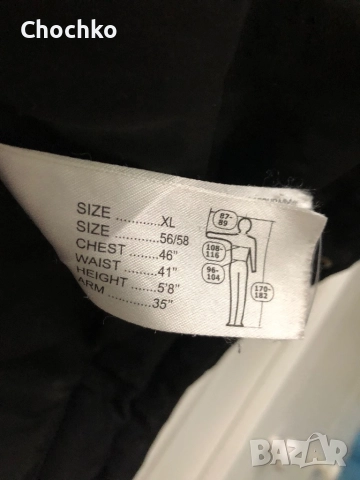 Chochko
SIZE ............ XL
SIZE ......... 56/58
CHEST ......... 46"
WAIST ......... 41"
HEIGHT ...... 5'8"
ARM ............ 35"
87-
89
108-
116
96-
104
170-
182
BAZAR